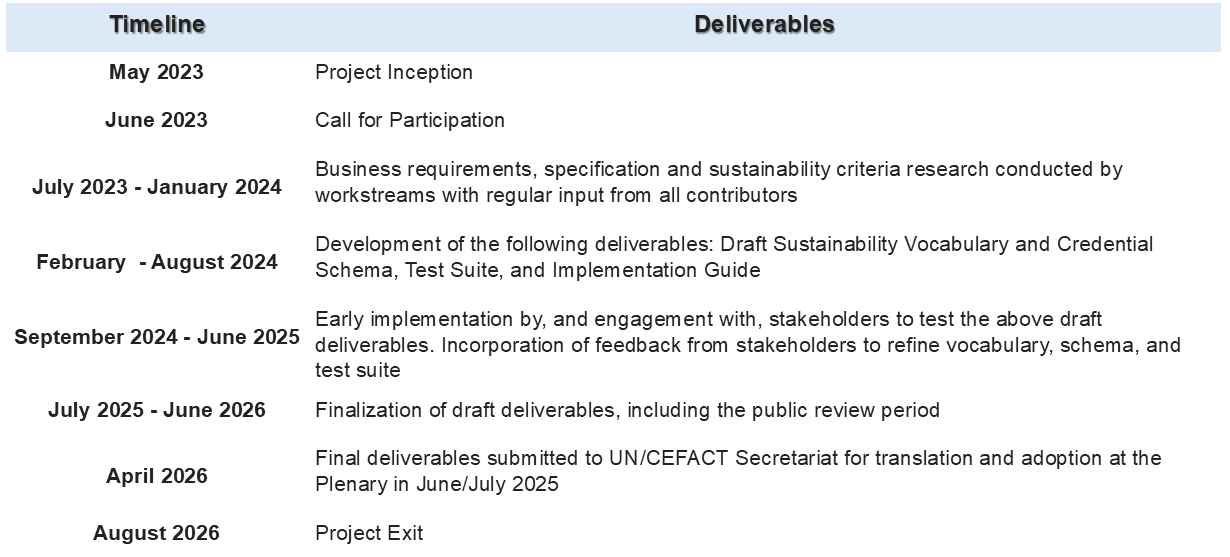 Timeline Deliverables
May 2023 Project Inception
June 2023 Call for Participation
July 2023 - January 2024
Business requirements, specification and sustainability criteria research conducted by
workstreams with regular input from all contributors
February  - August 2024
Development of the following deliverables: Draft Sustainability Vocabulary and Credential
Schema, Test Suite, and Implementation Guide
September 2024 - June 2025
Early implementation by, and engagement with, stakeholders to test the above draft
deliverables. Incorporation of feedback from stakeholders to refine vocabulary, schema, and
test suite
July 2025 - June 2026 Finalization of draft deliverables, including the public review period
April 2026
Final deliverables submitted to UN/CEFACT Secretariat for translation and adoption at the
Plenary in June/July 2025
August 2026 Project Exit